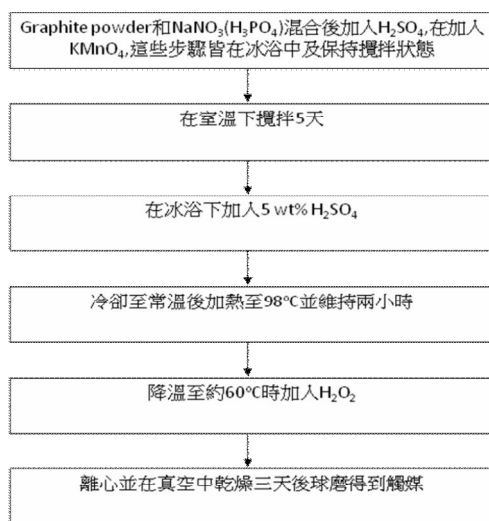 Graphite powder和NaNO₃(H₃PO₄)混合後加入H₂SO₄,在加入
KMnO₄,這些步驟皆在冰浴中及保持攪拌狀態
在室溫下攪拌5天
在冰浴下加入5 wt% H₂SO₄
冷卻至常溫後加熱至98°C並維持兩小時
降溫至約60°C時加入H₂O₂
離心並在真空中乾燥三天後球磨得到觸媒